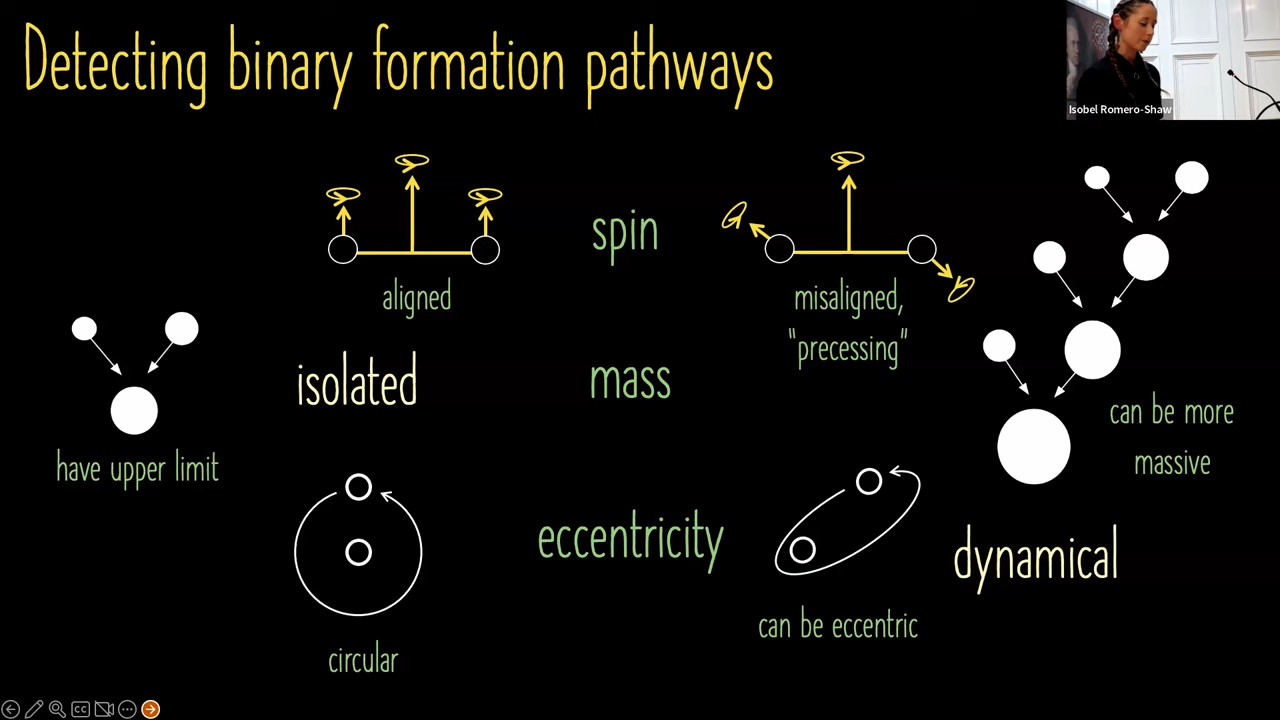 Detecting binary formation pathways
Isobel Romero-Shaw
spin
aligned
misaligned,
"precessing"
isolated
mass
can be more
massive
have upper limit
eccentricity
dynamical
can be eccentric
circular
CC